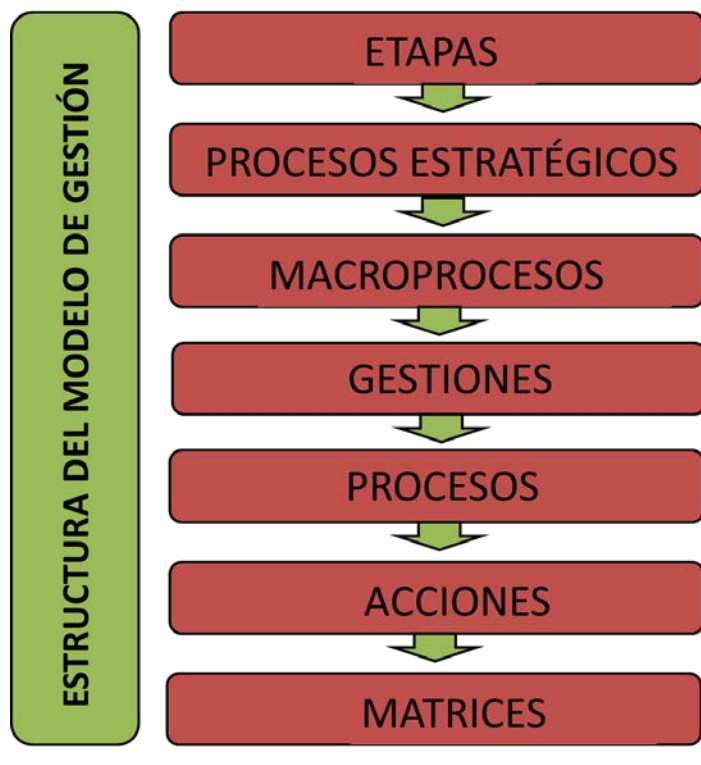 ESTRUCTURA DEL MODELO DE GESTIÓN
ETAPAS
PROCESOS ESTRATÉGICOS
MACROPROCESOS
GESTIONES
PROCESOS
ACCIONES
MATRICES